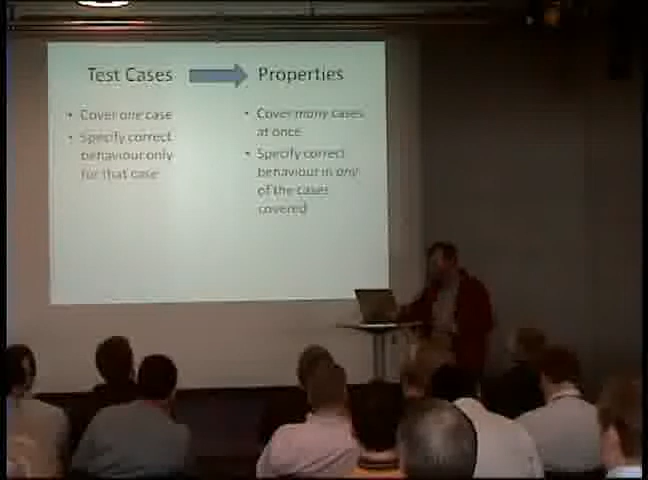 Test Cases
Properties
• Cover one case
• Specify correct
behaviour only
for that case
• Cover many cases
at once
• Specify correct
behaviour in any
of the cases
covered